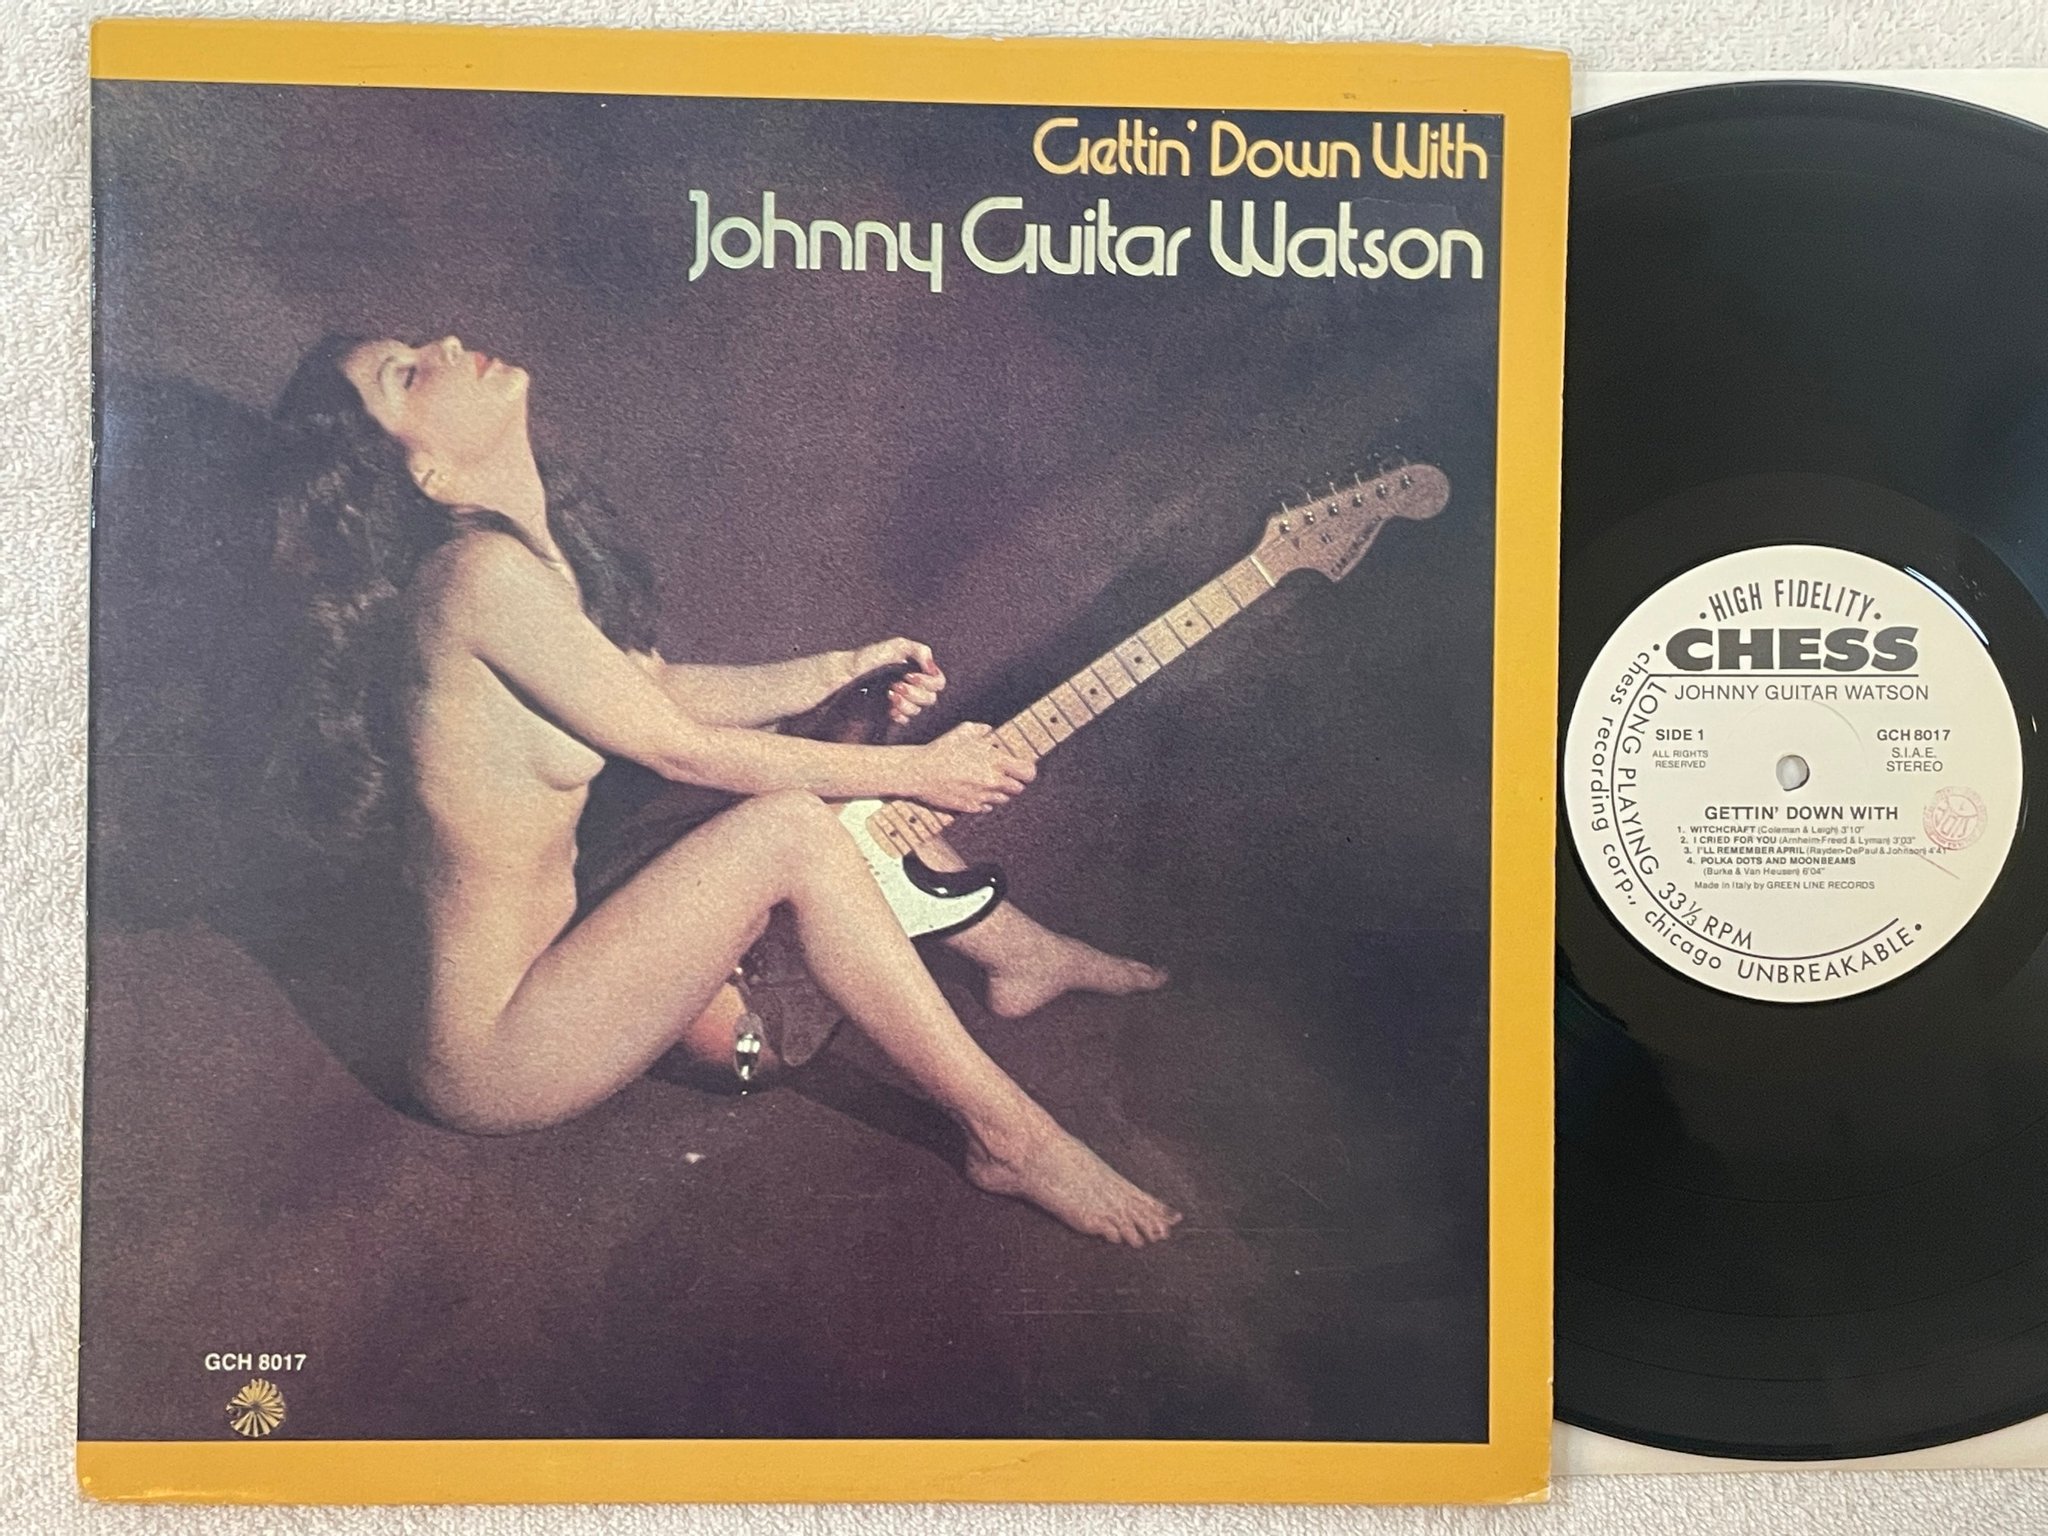 Gettin' Down With
Johnny Guitar Watson
GCH 8017
• HIGH FIDELITY •
CHESS
JOHNNY GUITAR WATSON
SIDE 1
GCH 8017
ALL RIGHTS
RESERVED
S.I.A.E.
STEREO
GETTIN' DOWN WITH
1. WITCHCRAFT (Coleman & Leigh) 3'10"
2. I CRIED FOR YOU (Arnheim-Freed & Lyman) 3'03"
3. I'LL REMEMBER APRIL (Rayden-DePaul & Johnson) 4'41
4. POLKA DOTS AND MOONBEAMS
(Burke & Van Heusen) 6'04"
Made in Italy by GREEN LINE RECORDS
LONG PLAYING 33⅓ RPM
• chess recording corp., chicago UNBREAKABLE •